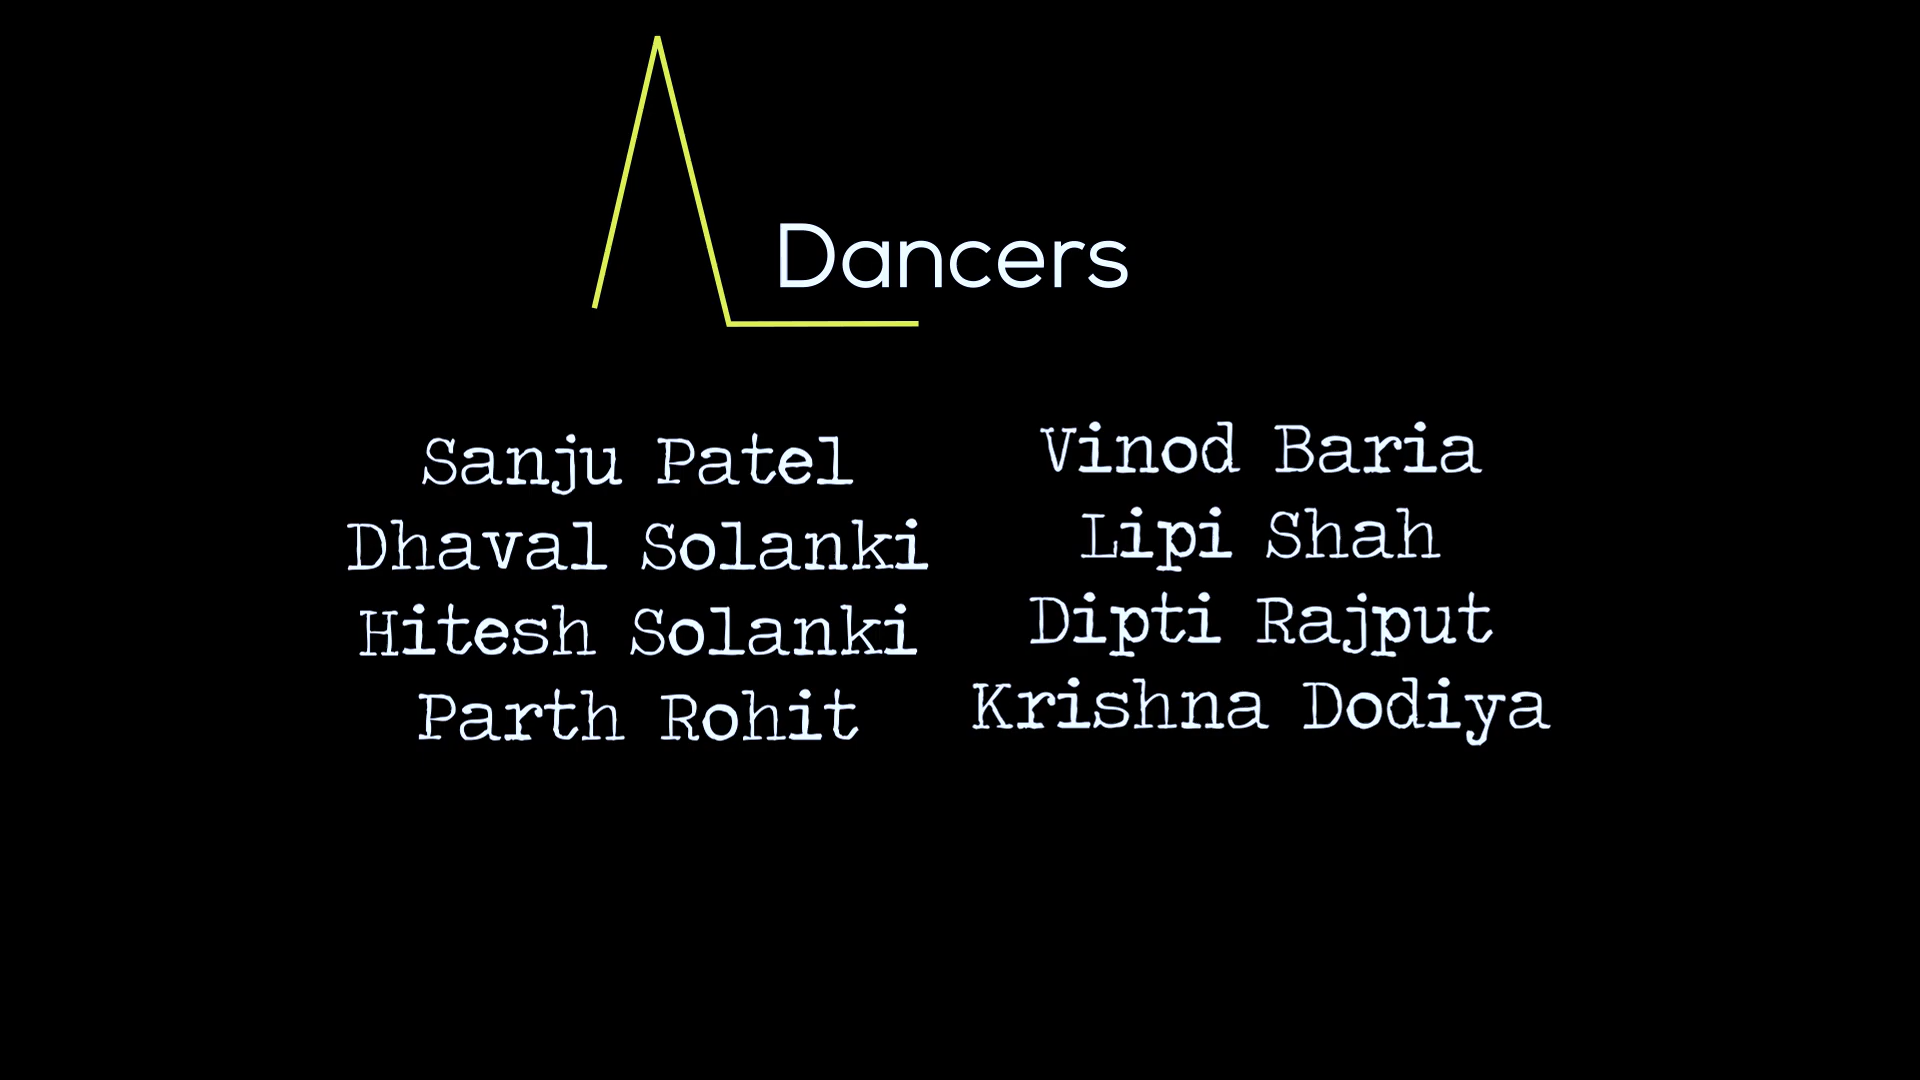 Dancers
Sanju Patel
Dhaval Solanki
Hitesh Solanki
Parth Rohit
Vinod Baria
Lipi Shah
Dipti Rajput
Krishna Dodiya